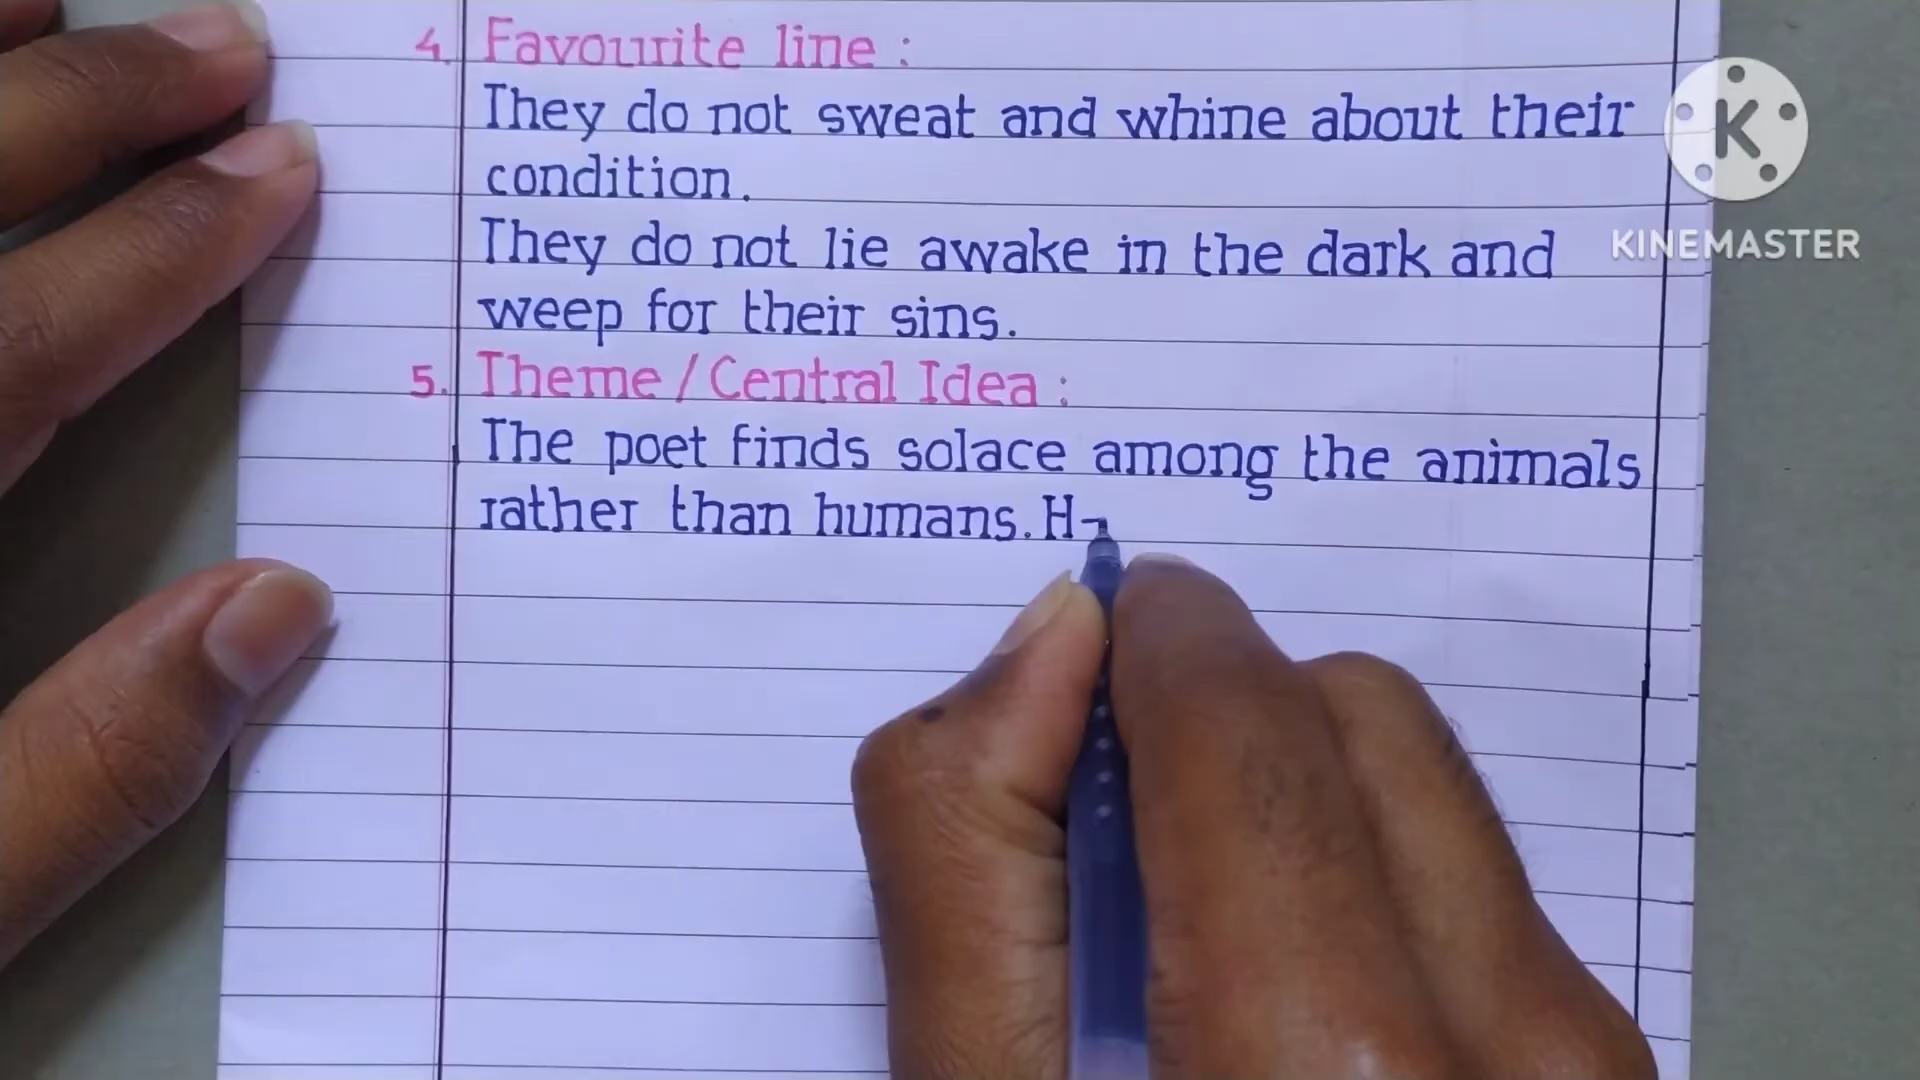 4. Favourite line :
They do not sweat and whine about their
condition.
They do not lie awake in the dark and
weep for their sins.
5. Theme / Central Idea :
The poet finds solace among the animals
rather than humans. H
K
KINEMASTER